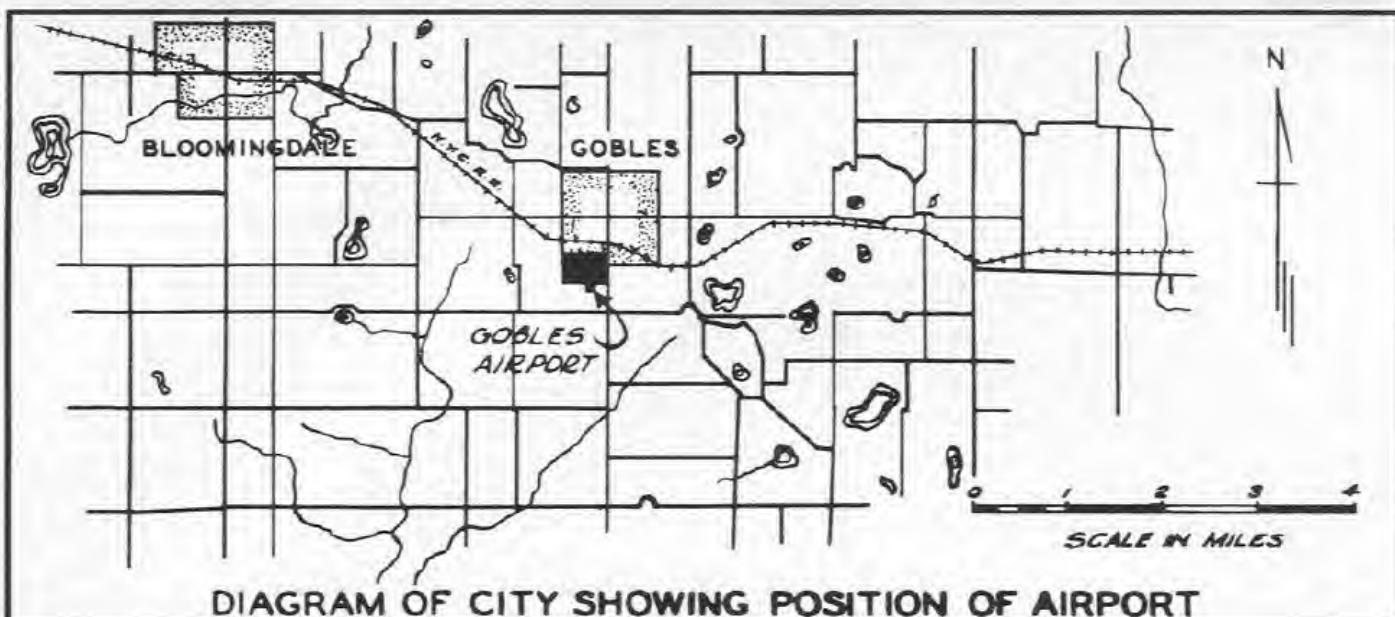 N
BLOOMINGDALE
GOBLES
N.Y.C.R.R.
GOBLES
AIRPORT
0 1 2 3 4
SCALE IN MILES
DIAGRAM OF CITY SHOWING POSITION OF AIRPORT